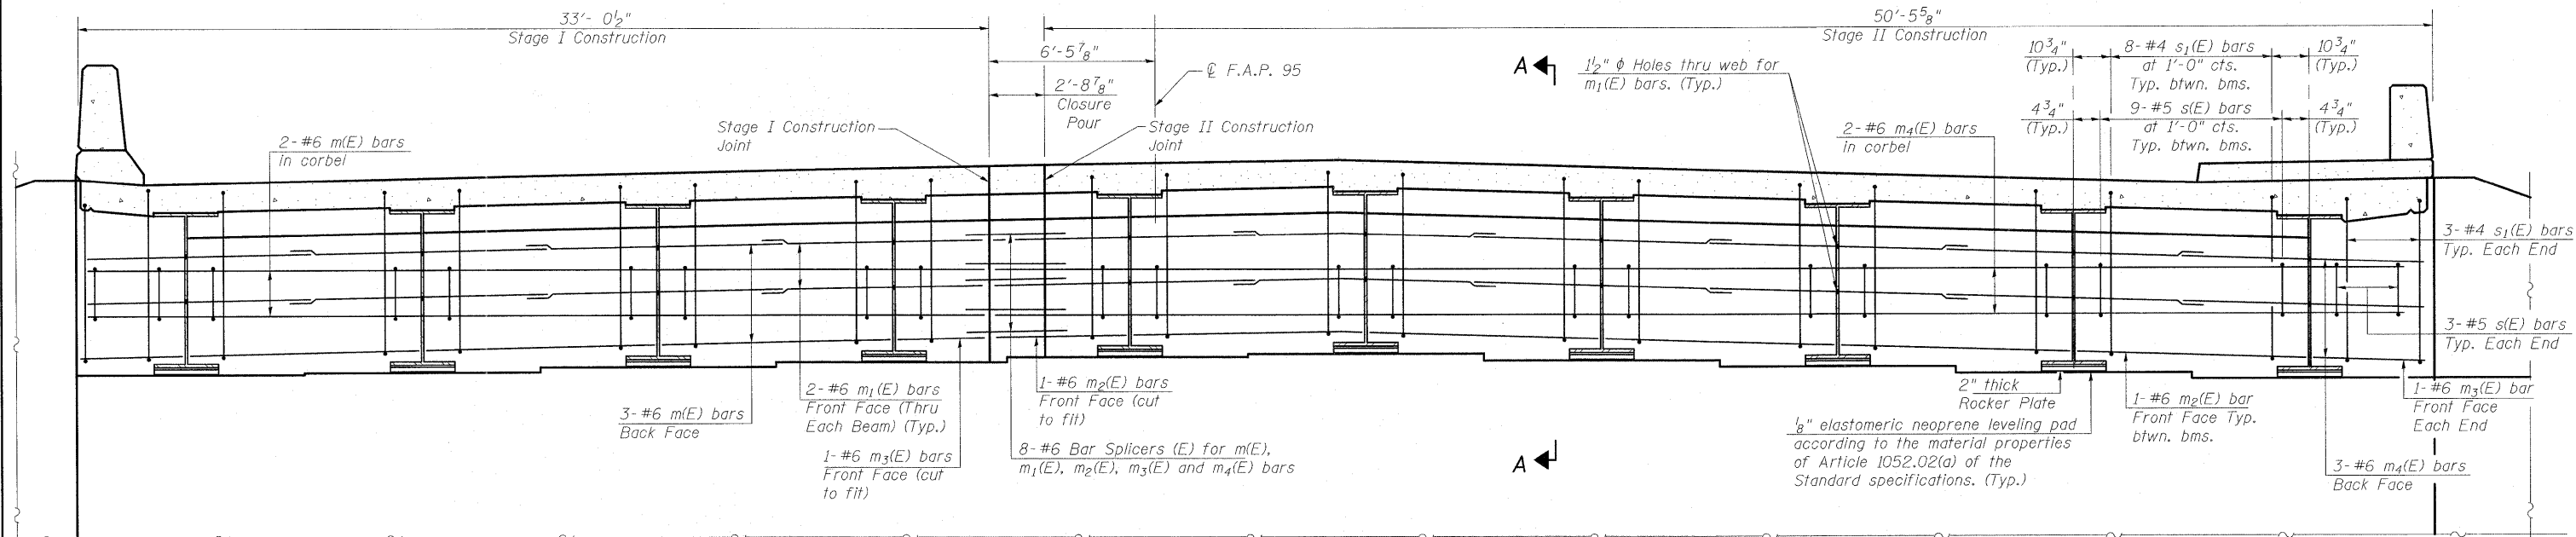 33'- 0½"
Stage I Construction
50'-5⅝"
Stage II Construction
6'-5⅞"
℄ F.A.P. 95
2'-8⅞"
Closure
Pour
A
1½" ϕ Holes thru web for
m₁(E) bars. (Typ.)
10¾"
(Typ.)
8-#4 s₁(E) bars
at 1'-0" cts.
Typ. btwn. bms.
10¾"
(Typ.)
4¾"
(Typ.)
9-#5 s(E) bars
at 1'-0" cts.
Typ. btwn. bms.
4¾"
(Typ.)
Stage I Construction
Joint
Stage II Construction
Joint
2-#6 m(E) bars
in corbel
2-#6 m₄(E) bars
in corbel
3-#4 s₁(E) bars
Typ. Each End
3-#5 s(E) bars
Typ. Each End
3-#6 m(E) bars
Back Face
2-#6 m₁(E) bars
Front Face (Thru
Each Beam) (Typ.)
1-#6 m₃(E) bars
Front Face (cut
to fit)
1-#6 m₂(E) bars
Front Face (cut
to fit)
8-#6 Bar Splicers (E) for m(E),
m₁(E), m₂(E), m₃(E) and m₄(E) bars
A
2" thick
Rocker Plate
⅛" elastomeric neoprene leveling pad
according to the material properties
of Article 1052.02(a) of the
Standard specifications. (Typ.)
1-#6 m₂(E) bar
Front Face Typ.
btwn. bms.
1-#6 m₃(E) bar
Front Face
Each End
3-#6 m₄(E) bars
Back Face